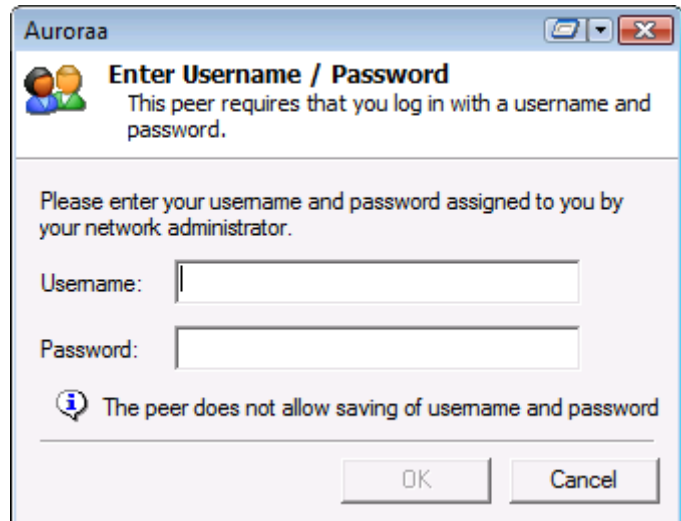 Auroraa
Enter Username / Password
This peer requires that you log in with a username and
password.
Please enter your username and password assigned to you by
your network administrator.
Username:
Password:
The peer does not allow saving of username and password
OK
Cancel